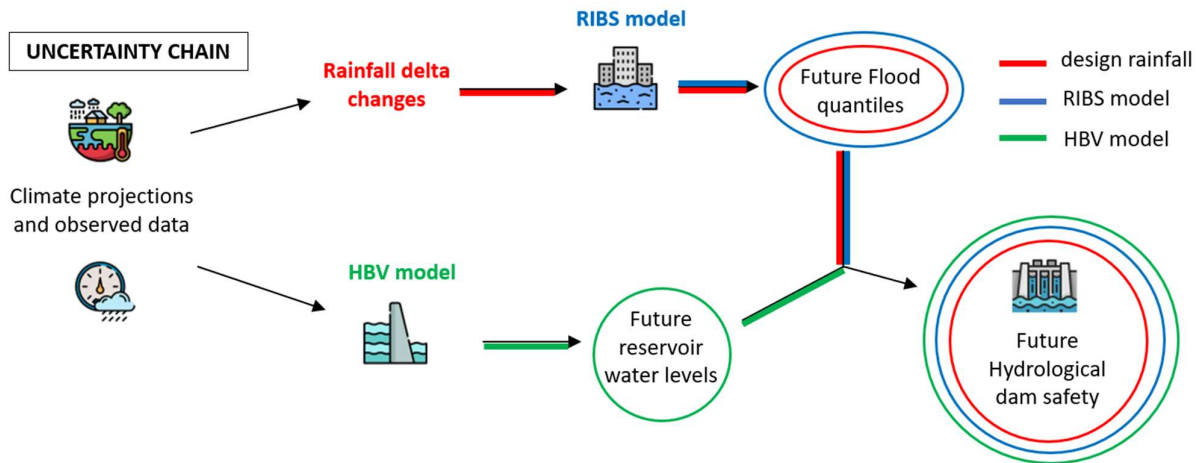 UNCERTAINTY CHAIN
Climate projections
and observed data
Rainfall delta
changes
RIBS model
Future Flood
quantiles
design rainfall
RIBS model
HBV model
HBV model
Future
reservoir
water levels
Future
Hydrological
dam safety